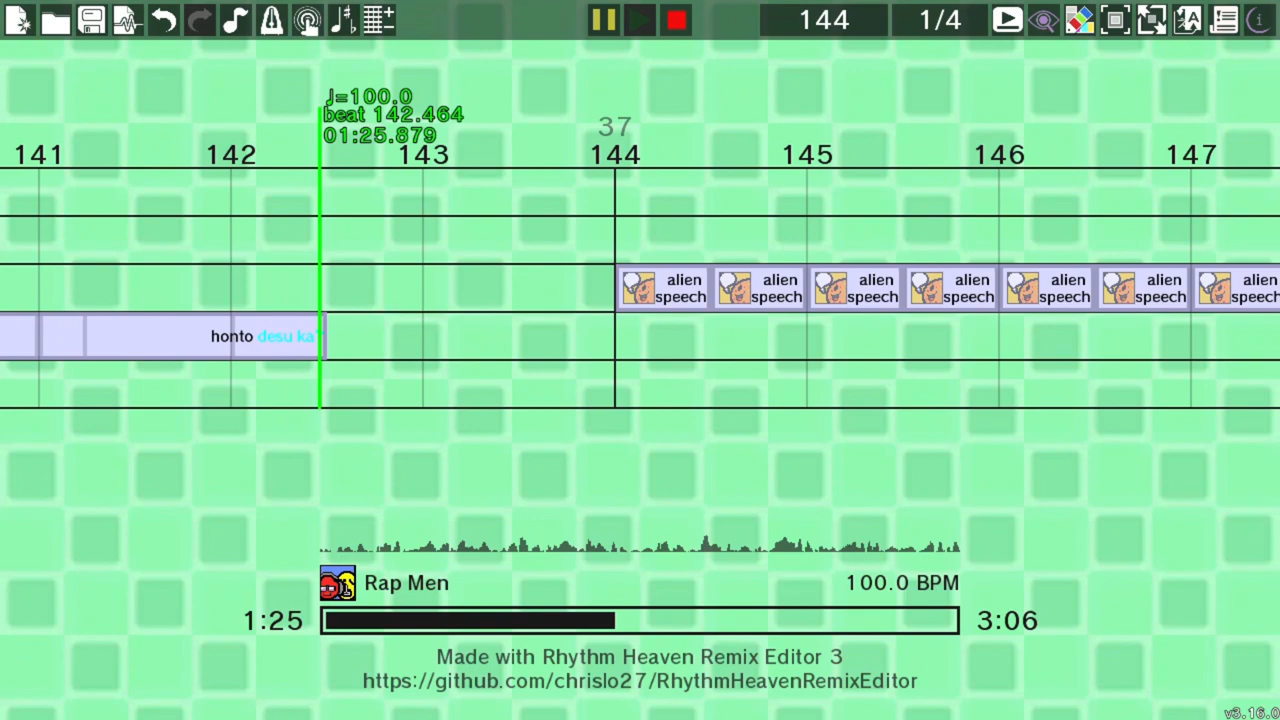 144
1/4
♩=100.0
beat 142.464
01:25.879
37
141 142 143 144 145 146 147
alien speech alien speech alien speech alien speech alien speech alien speech alien speech
honto desu ka?
Rap Men 100.0 BPM
1:25 3:06
Made with Rhythm Heaven Remix Editor 3
https://github.com/chrislo27/RhythmHeavenRemixEditor
v3.16.0